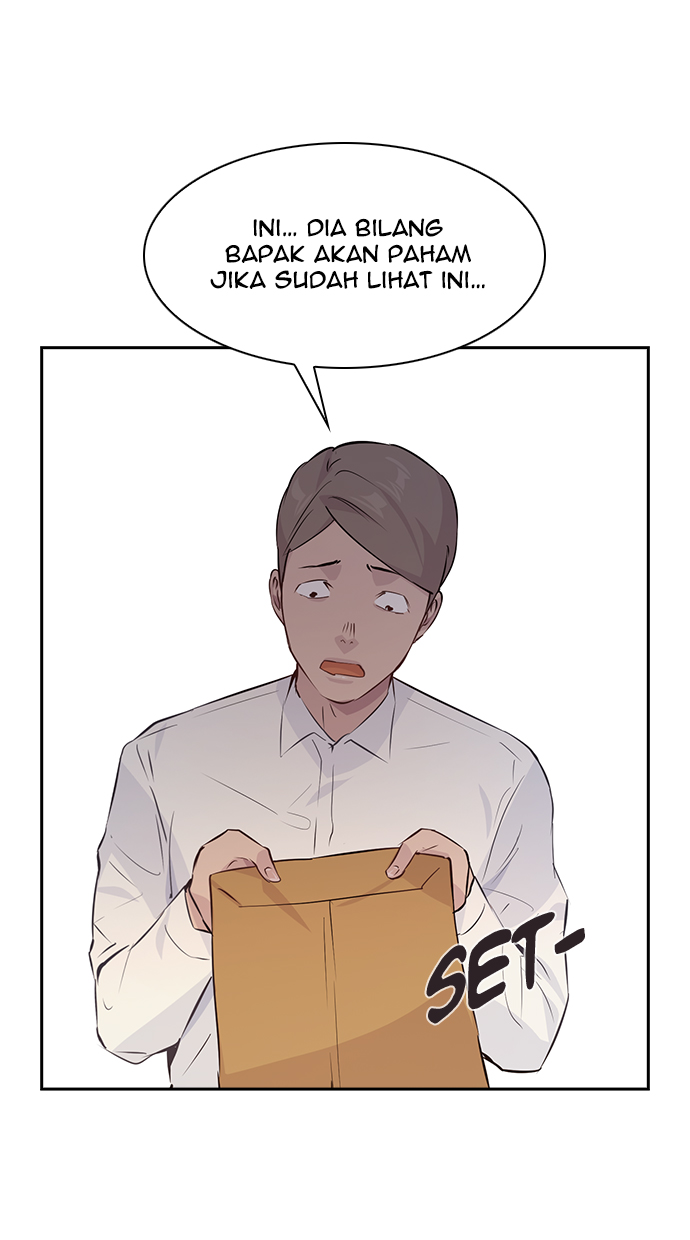 INI... DIA BILANG
BAPAK AKAN PAHAM
JIKA SUDAH LIHAT INI...
SET-